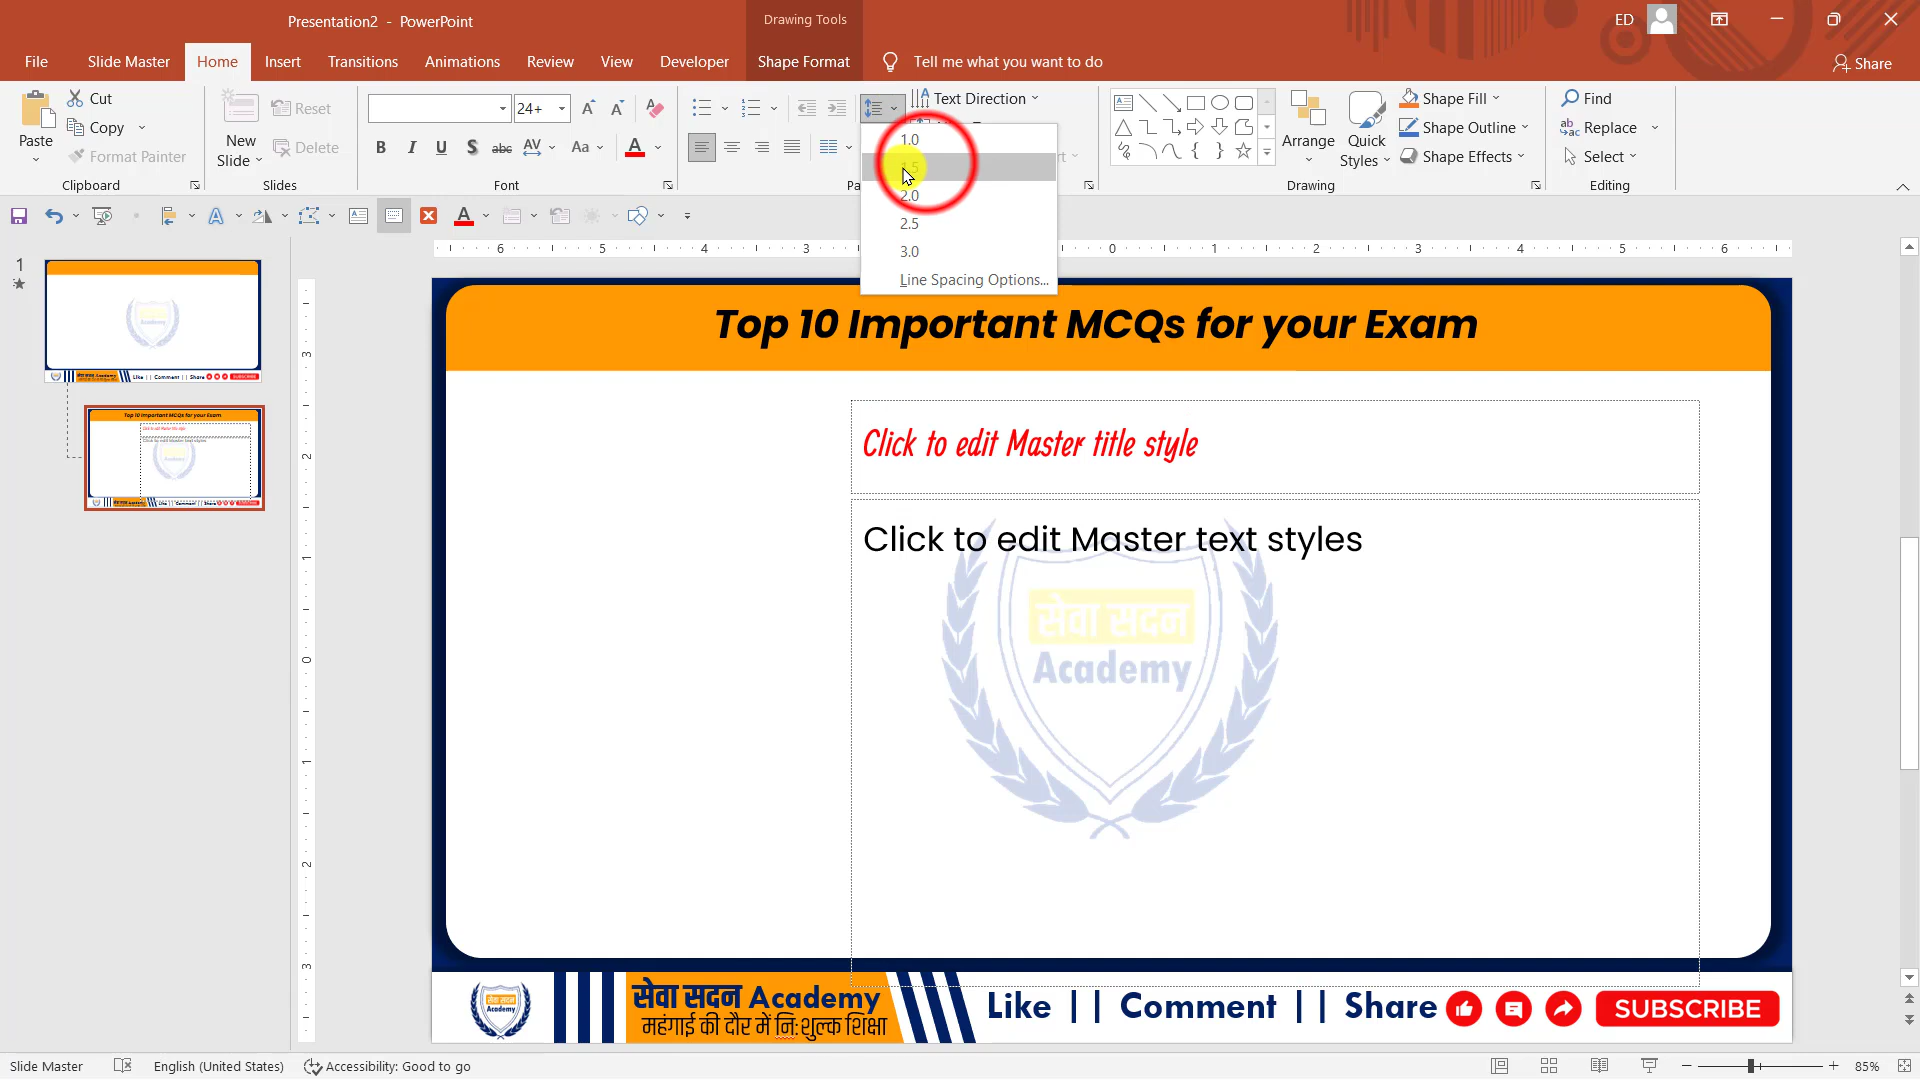 Presentation2 - PowerPoint
Drawing Tools
ED
File
Slide Master
Home
Insert
Transitions
Animations
Review
View
Developer
Shape Format
Tell me what you want to do
Share
Paste
Cut
Copy
Format Painter
Clipboard
New
Slide
Reset
Delete
Slides
24+
Font
Text Direction
1.0
1.5
2.0
2.5
3.0
Line Spacing Options...
Arrange
Quick
Styles
Shape Fill
Shape Outline
Shape Effects
Drawing
Find
Replace
Select
Editing
1
Top 10 Important MCQs for your Exam
Click to edit Master title style
Click to edit Master text styles
सेवा सदन
Academy
सेवा सदन Academy
महंगाई की दौर में नि:शुल्क शिक्षा
Like || Comment || Share
SUBSCRIBE
Slide Master
English (United States)
Accessibility: Good to go
85%